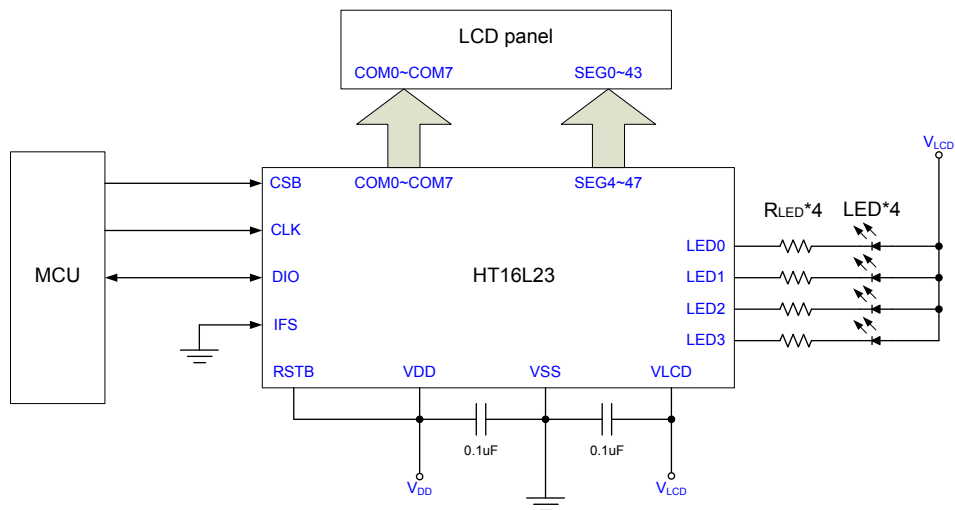 LCD panel
COM0~COM7 SEG0~43
VLCD
CSB COM0~COM7 SEG4~47
RLED*4 LED*4
CLK
LED0
MCU DIO HT16L23 LED1
LED2
IFS
LED3
RSTB VDD VSS VLCD
0.1uF 0.1uF
VDD VLCD